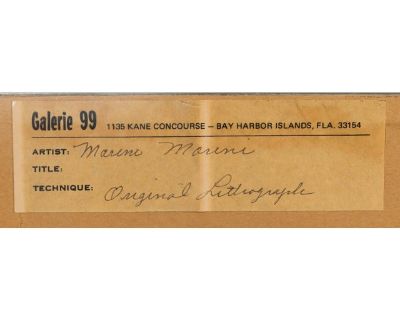 Galerie 99 1135 KANE CONCOURSE – BAY HARBOR ISLANDS, FLA. 33154
ARTIST: Marino Marini
TITLE:
TECHNIQUE: Original Lithograph